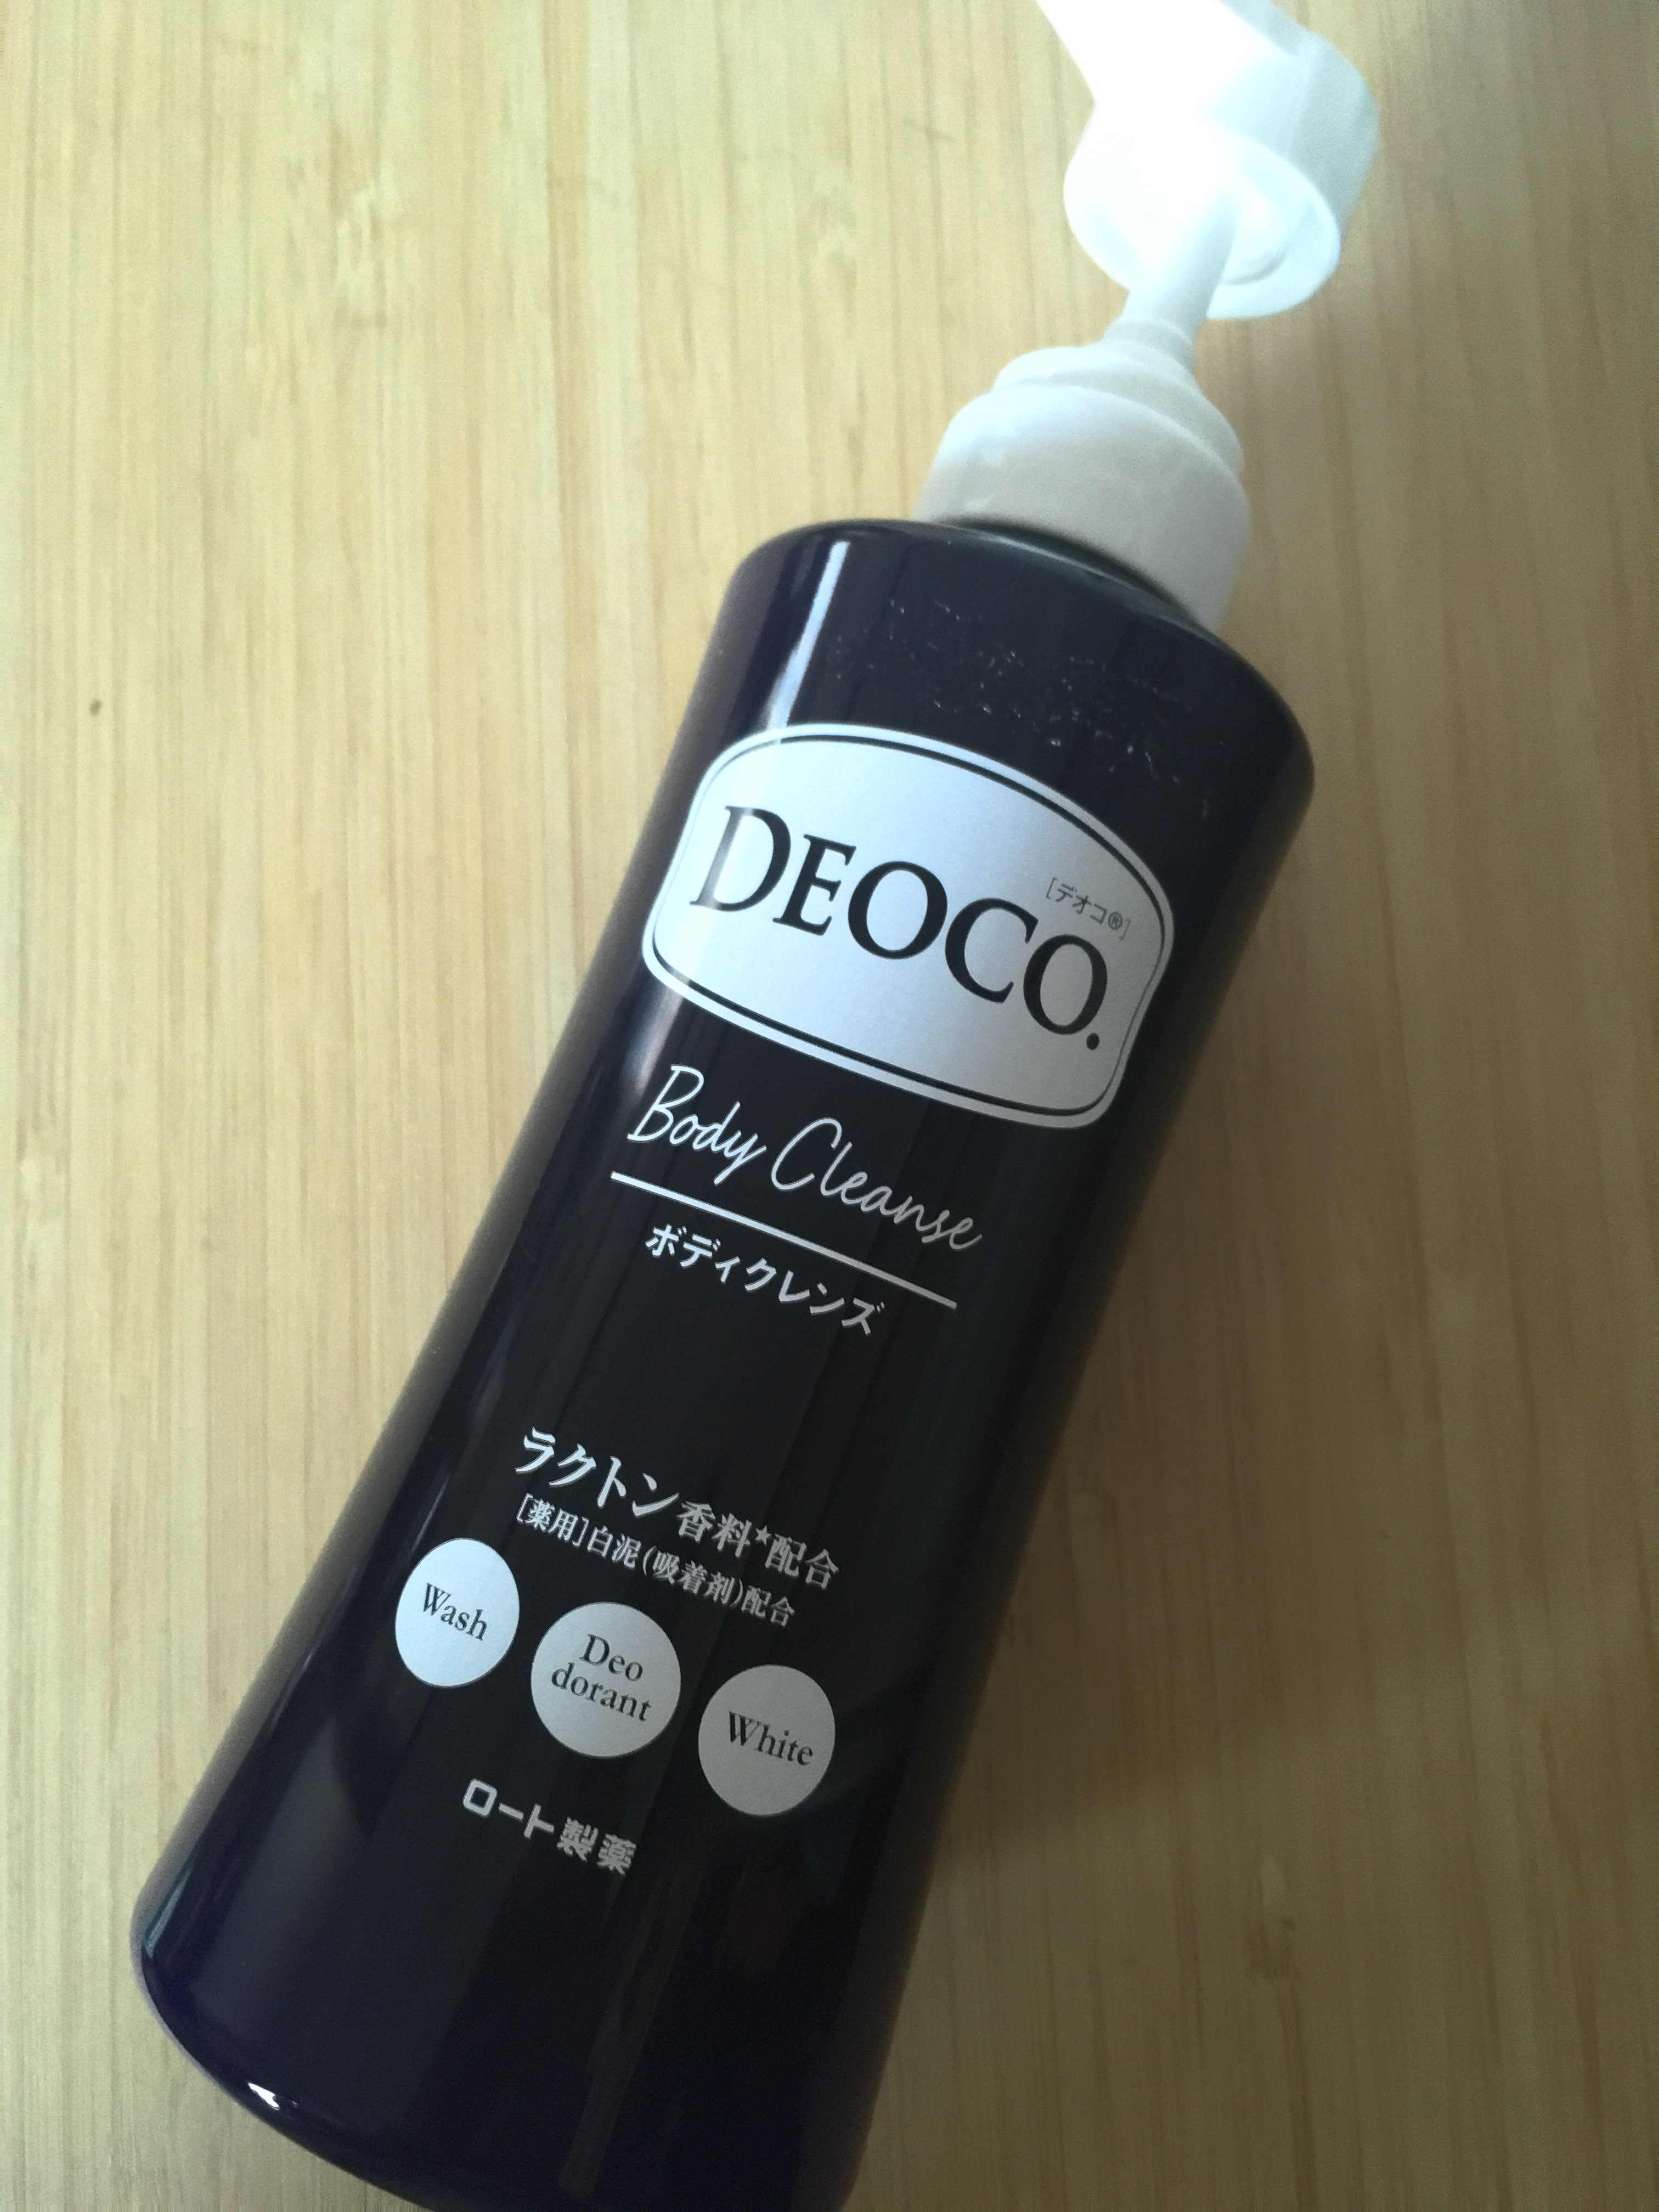 [デオコ®]
DEOCO.
Body Cleanse
ボディクレンズ
ラクトン香料*配合
[薬用]白泥(吸着剤)配合
Wash
Deo
dorant
White
ロート製薬